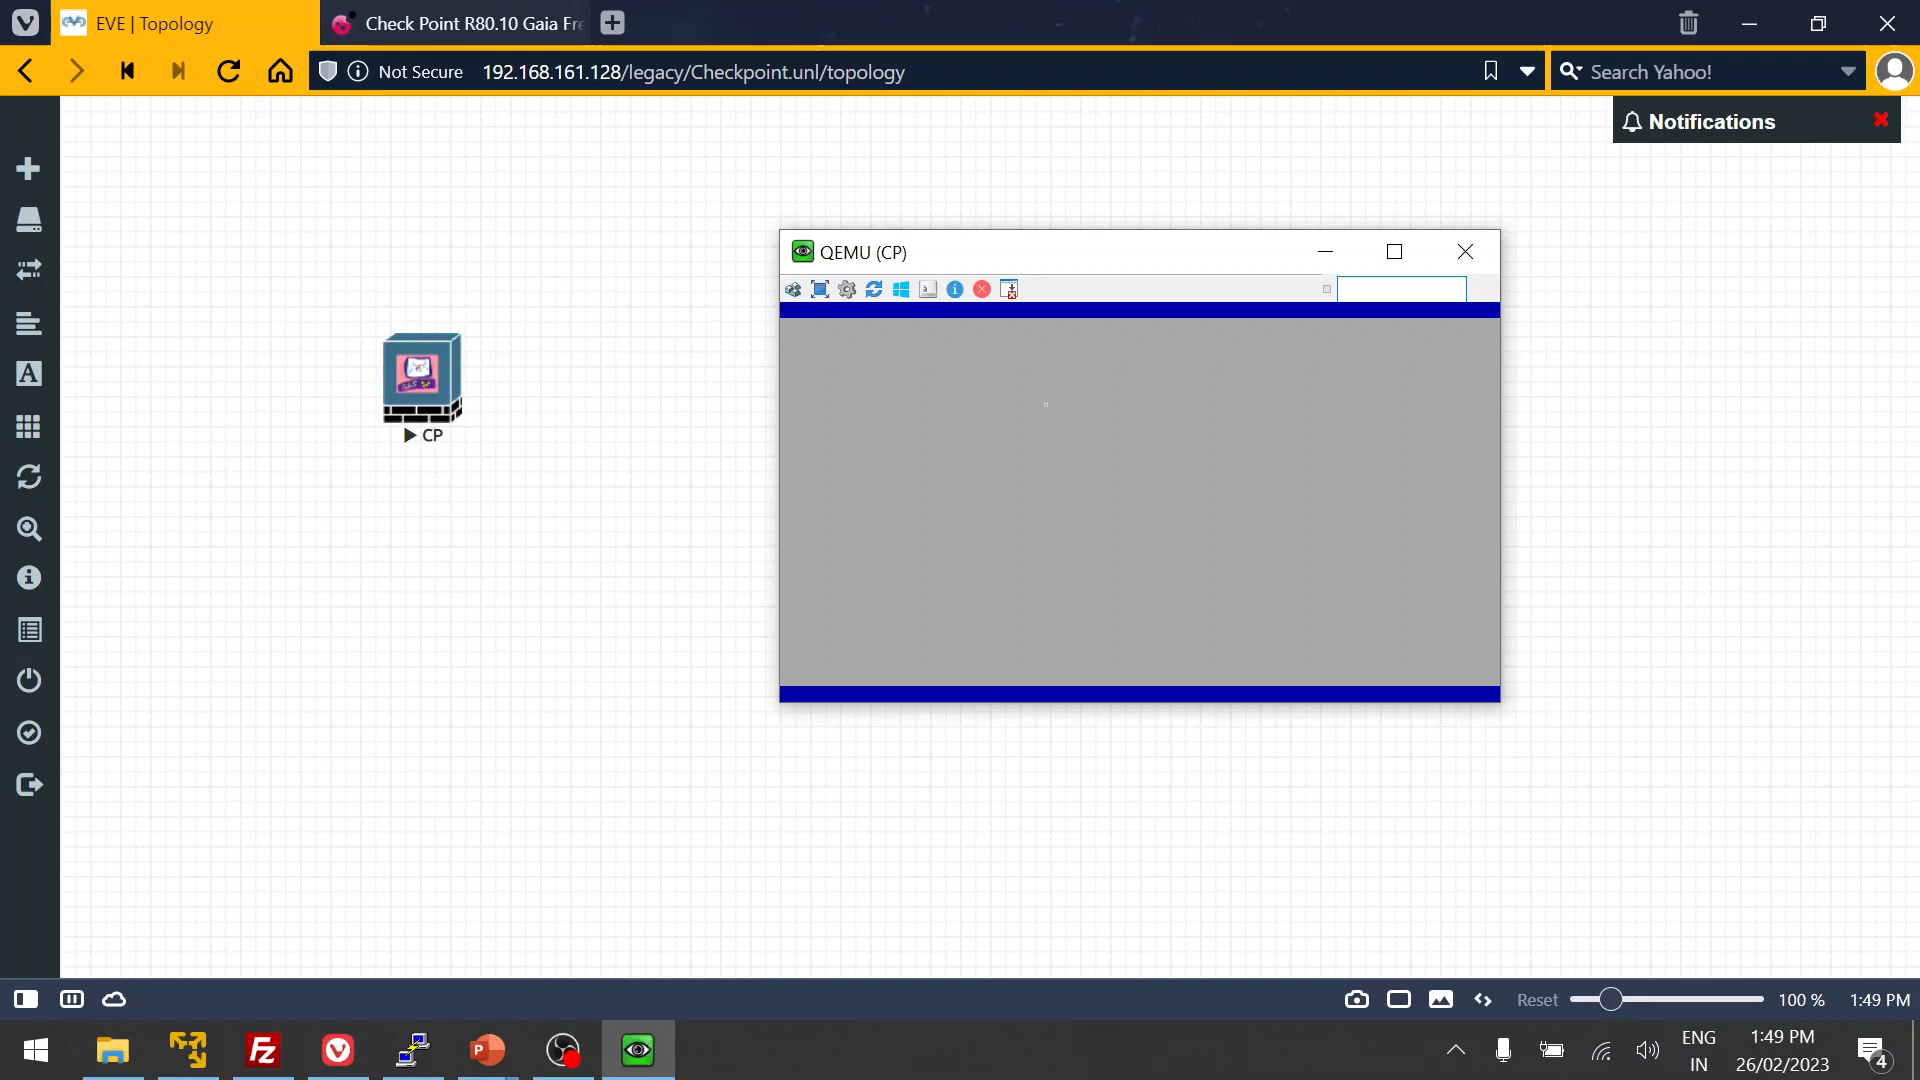 EVE | Topology
Check Point R80.10 Gaia Fre
Not Secure
192.168.161.128/legacy/Checkpoint.unl/topology
Search Yahoo!
Notifications
QEMU (CP)
CP
Reset
100 %
1:49 PM
ENG
IN
1:49 PM
26/02/2023
4